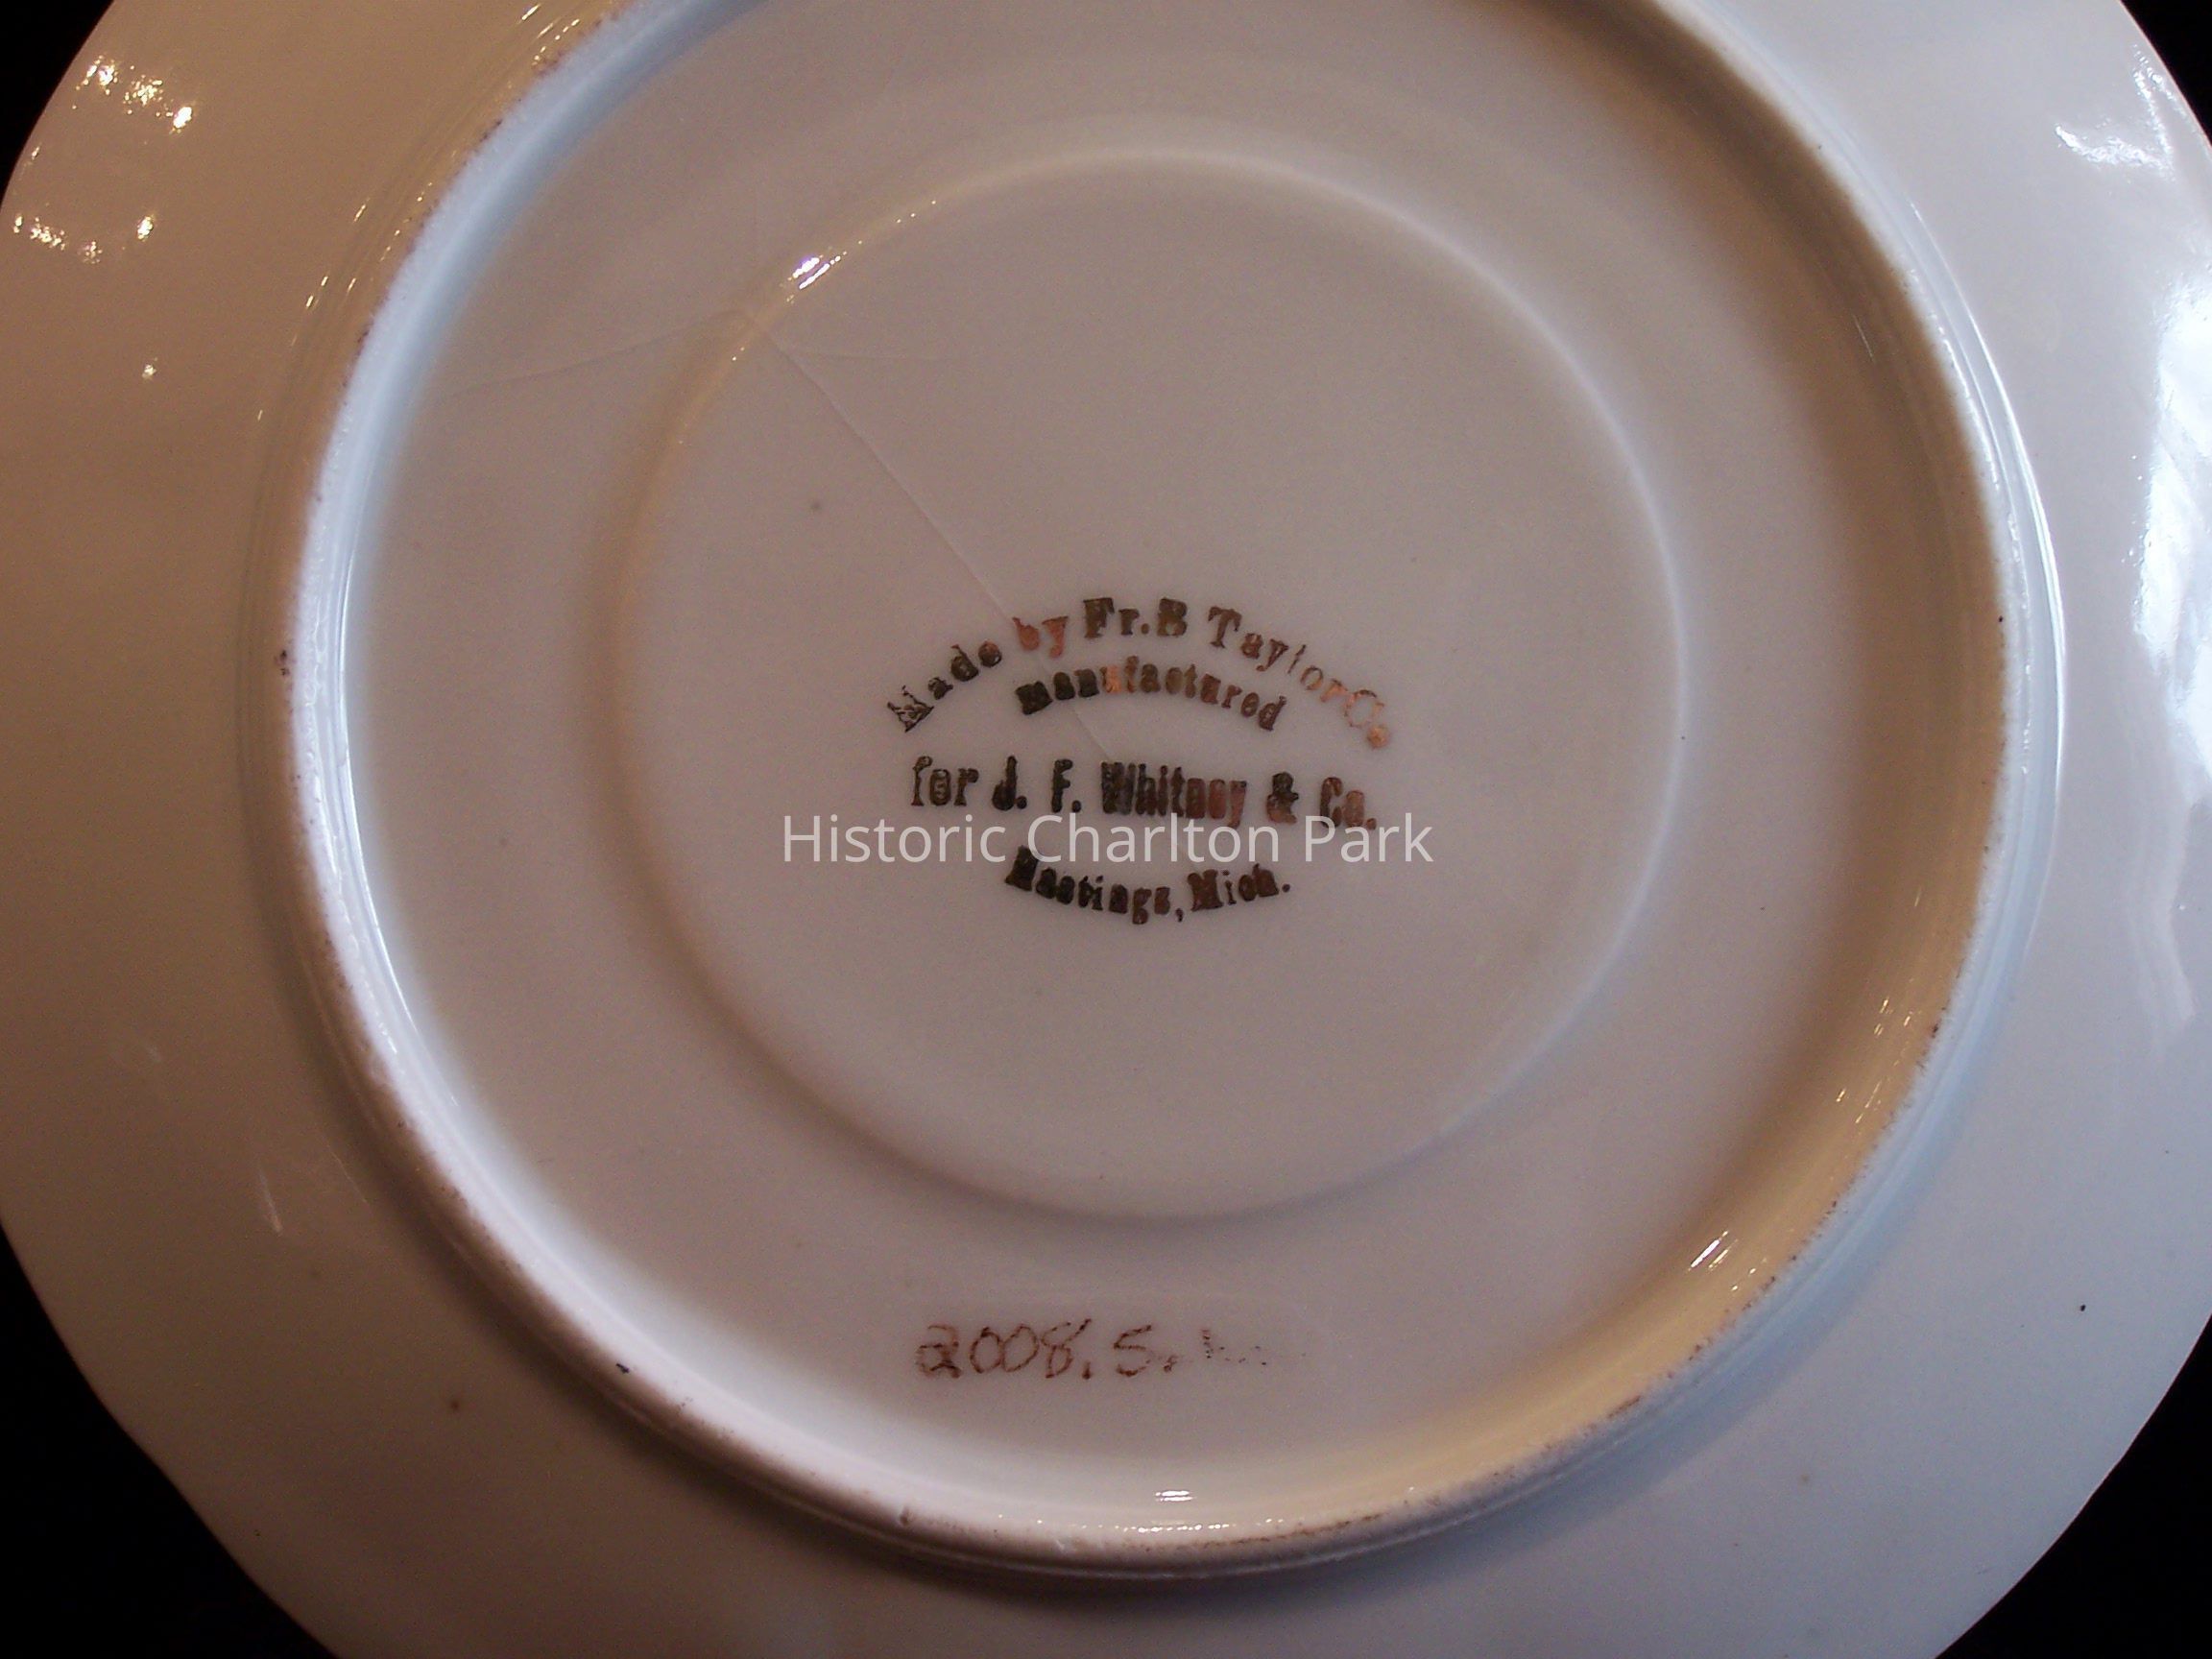 Made by Fr. B Taylor Co
manufactured
for J. F. Whitney & Co.
Historic Charlton Park
Hastings, Mich.
2008.5.